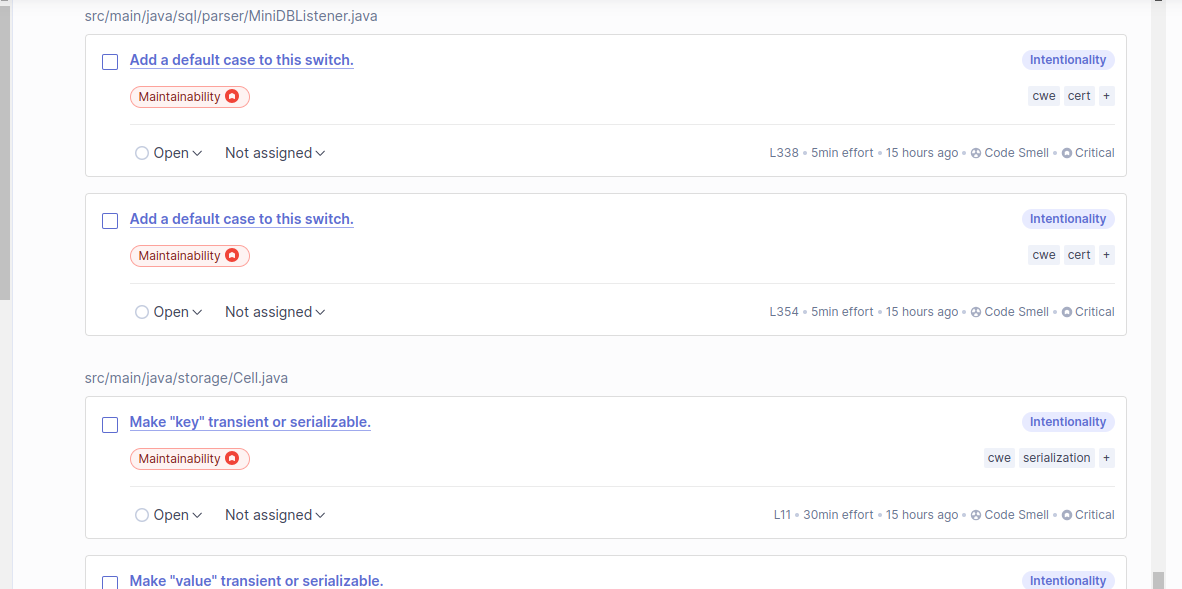 src/main/java/sql/parser/MiniDBListener.java
Add a default case to this switch. Intentionality
Maintainability cwe cert +
Open Not assigned L338 • 5min effort • 15 hours ago • Code Smell • Critical
Add a default case to this switch. Intentionality
Maintainability cwe cert +
Open Not assigned L354 • 5min effort • 15 hours ago • Code Smell • Critical
src/main/java/storage/Cell.java
Make "key" transient or serializable. Intentionality
Maintainability cwe serialization +
Open Not assigned L11 • 30min effort • 15 hours ago • Code Smell • Critical
Make "value" transient or serializable. Intentionality